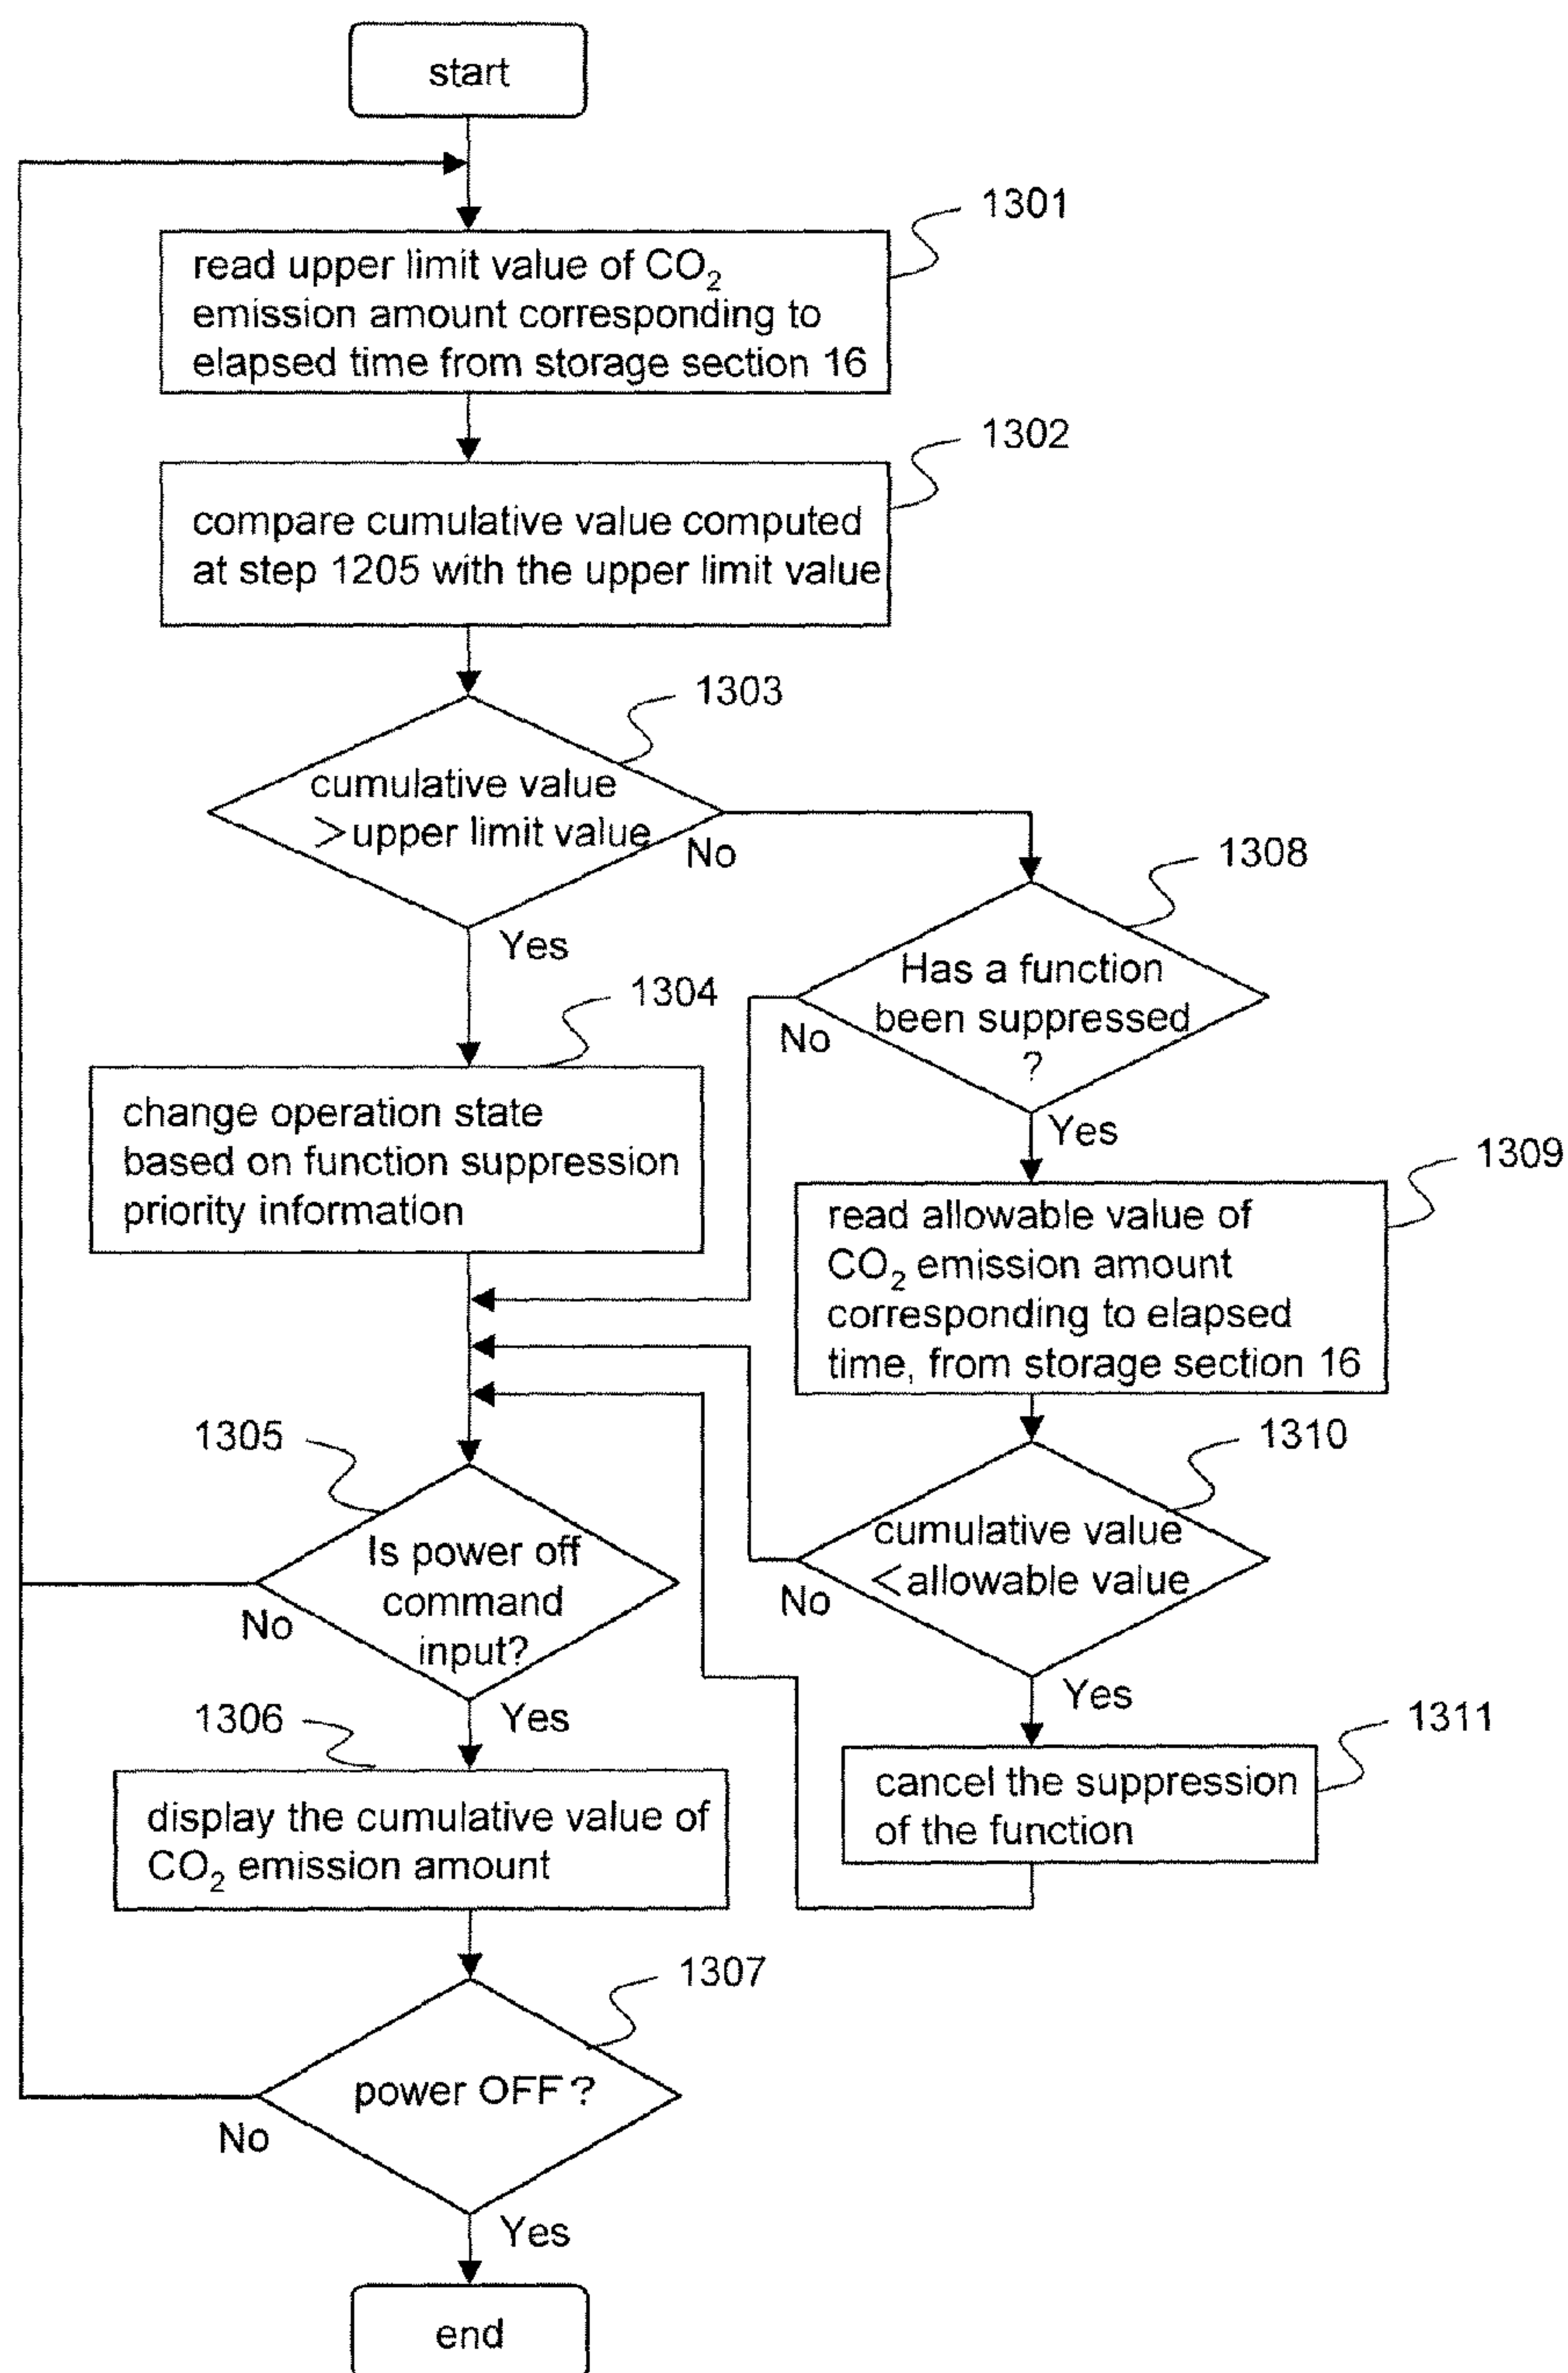 start
1301
read upper limit value of CO₂
emission amount corresponding to
elapsed time from storage section 16
1302
compare cumulative value computed
at step 1205 with the upper limit value
1303
cumulative value
>upper limit value
No
Yes
1308
Has a function
been suppressed
?
No
Yes
1304
change operation state
based on function suppression
priority information
1309
read allowable value of
CO₂ emission amount
corresponding to elapsed
time, from storage section 16
1305
Is power off
command
input?
No
Yes
1310
cumulative value
<allowable value
No
Yes
1306
display the cumulative value of
CO₂ emission amount
1311
cancel the suppression
of the function
1307
power OFF?
No
Yes
end